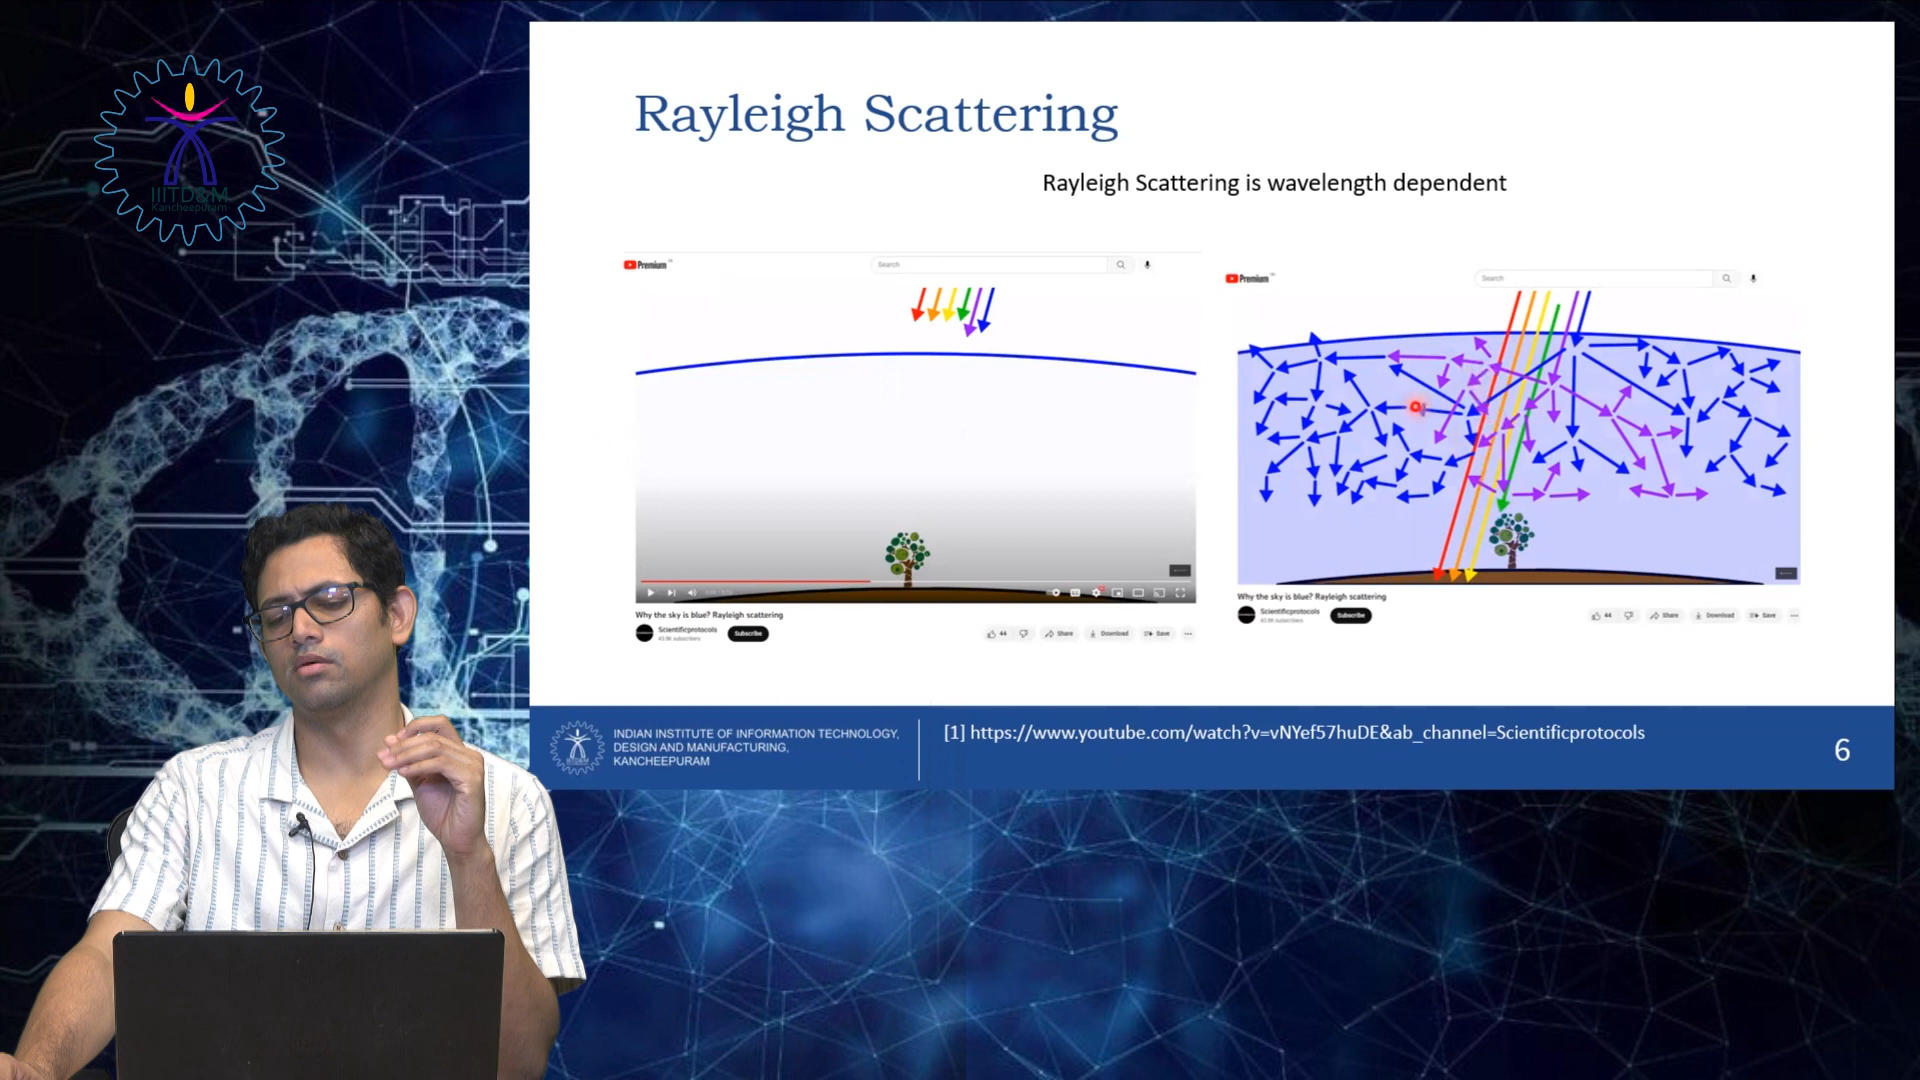 IIITD&M
Kancheepuram
Rayleigh Scattering
Rayleigh Scattering is wavelength dependent
Premium
Search
Why the sky is blue? Rayleigh scattering
Scientificprotocols
Subscribe
44
Share
Download
Save
Premium
Search
Why the sky is blue? Rayleigh scattering
Scientificprotocols
Subscribe
44
Share
Download
Save
INDIAN INSTITUTE OF INFORMATION TECHNOLOGY,
DESIGN AND MANUFACTURING,
KANCHEEPURAM
[1] https://www.youtube.com/watch?v=vNYef57huDE&ab_channel=Scientificprotocols
6